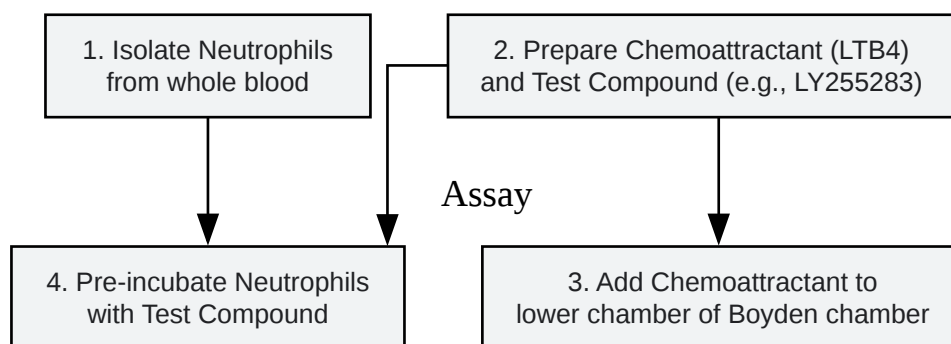 1. Isolate Neutrophils
from whole blood
2. Prepare Chemoattractant (LTB4)
and Test Compound (e.g., LY255283)
Assay
4. Pre-incubate Neutrophils
with Test Compound
3. Add Chemoattractant to
lower chamber of Boyden chamber